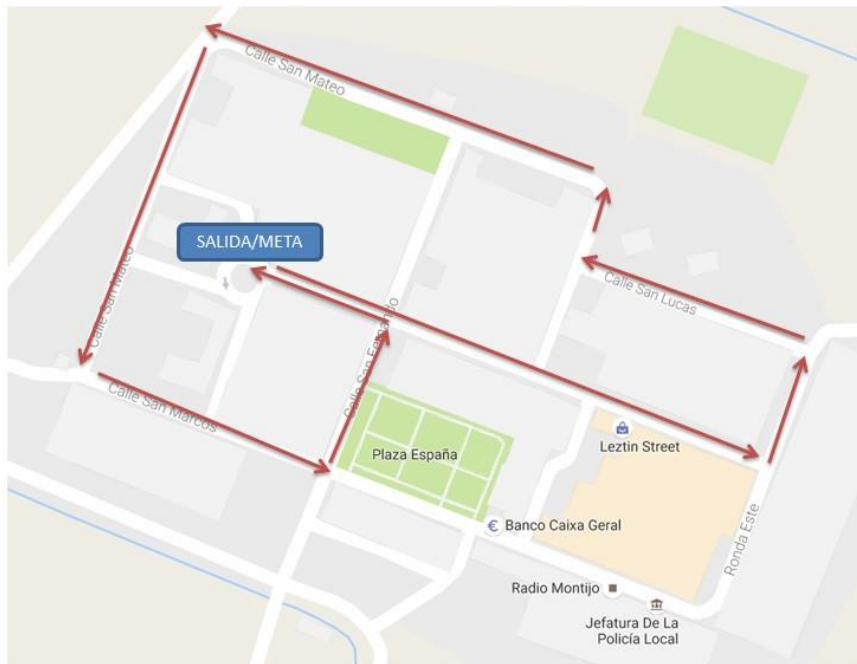 Calle San Mateo
SALIDA/META
Calle San Mateo
Calle San Lucas
Calle San Fernando
Calle San Marcos
Plaza España
Leztin Street
Banco Caixa Geral
Ronda Este
Radio Montijo
Jefatura De La
Policía Local